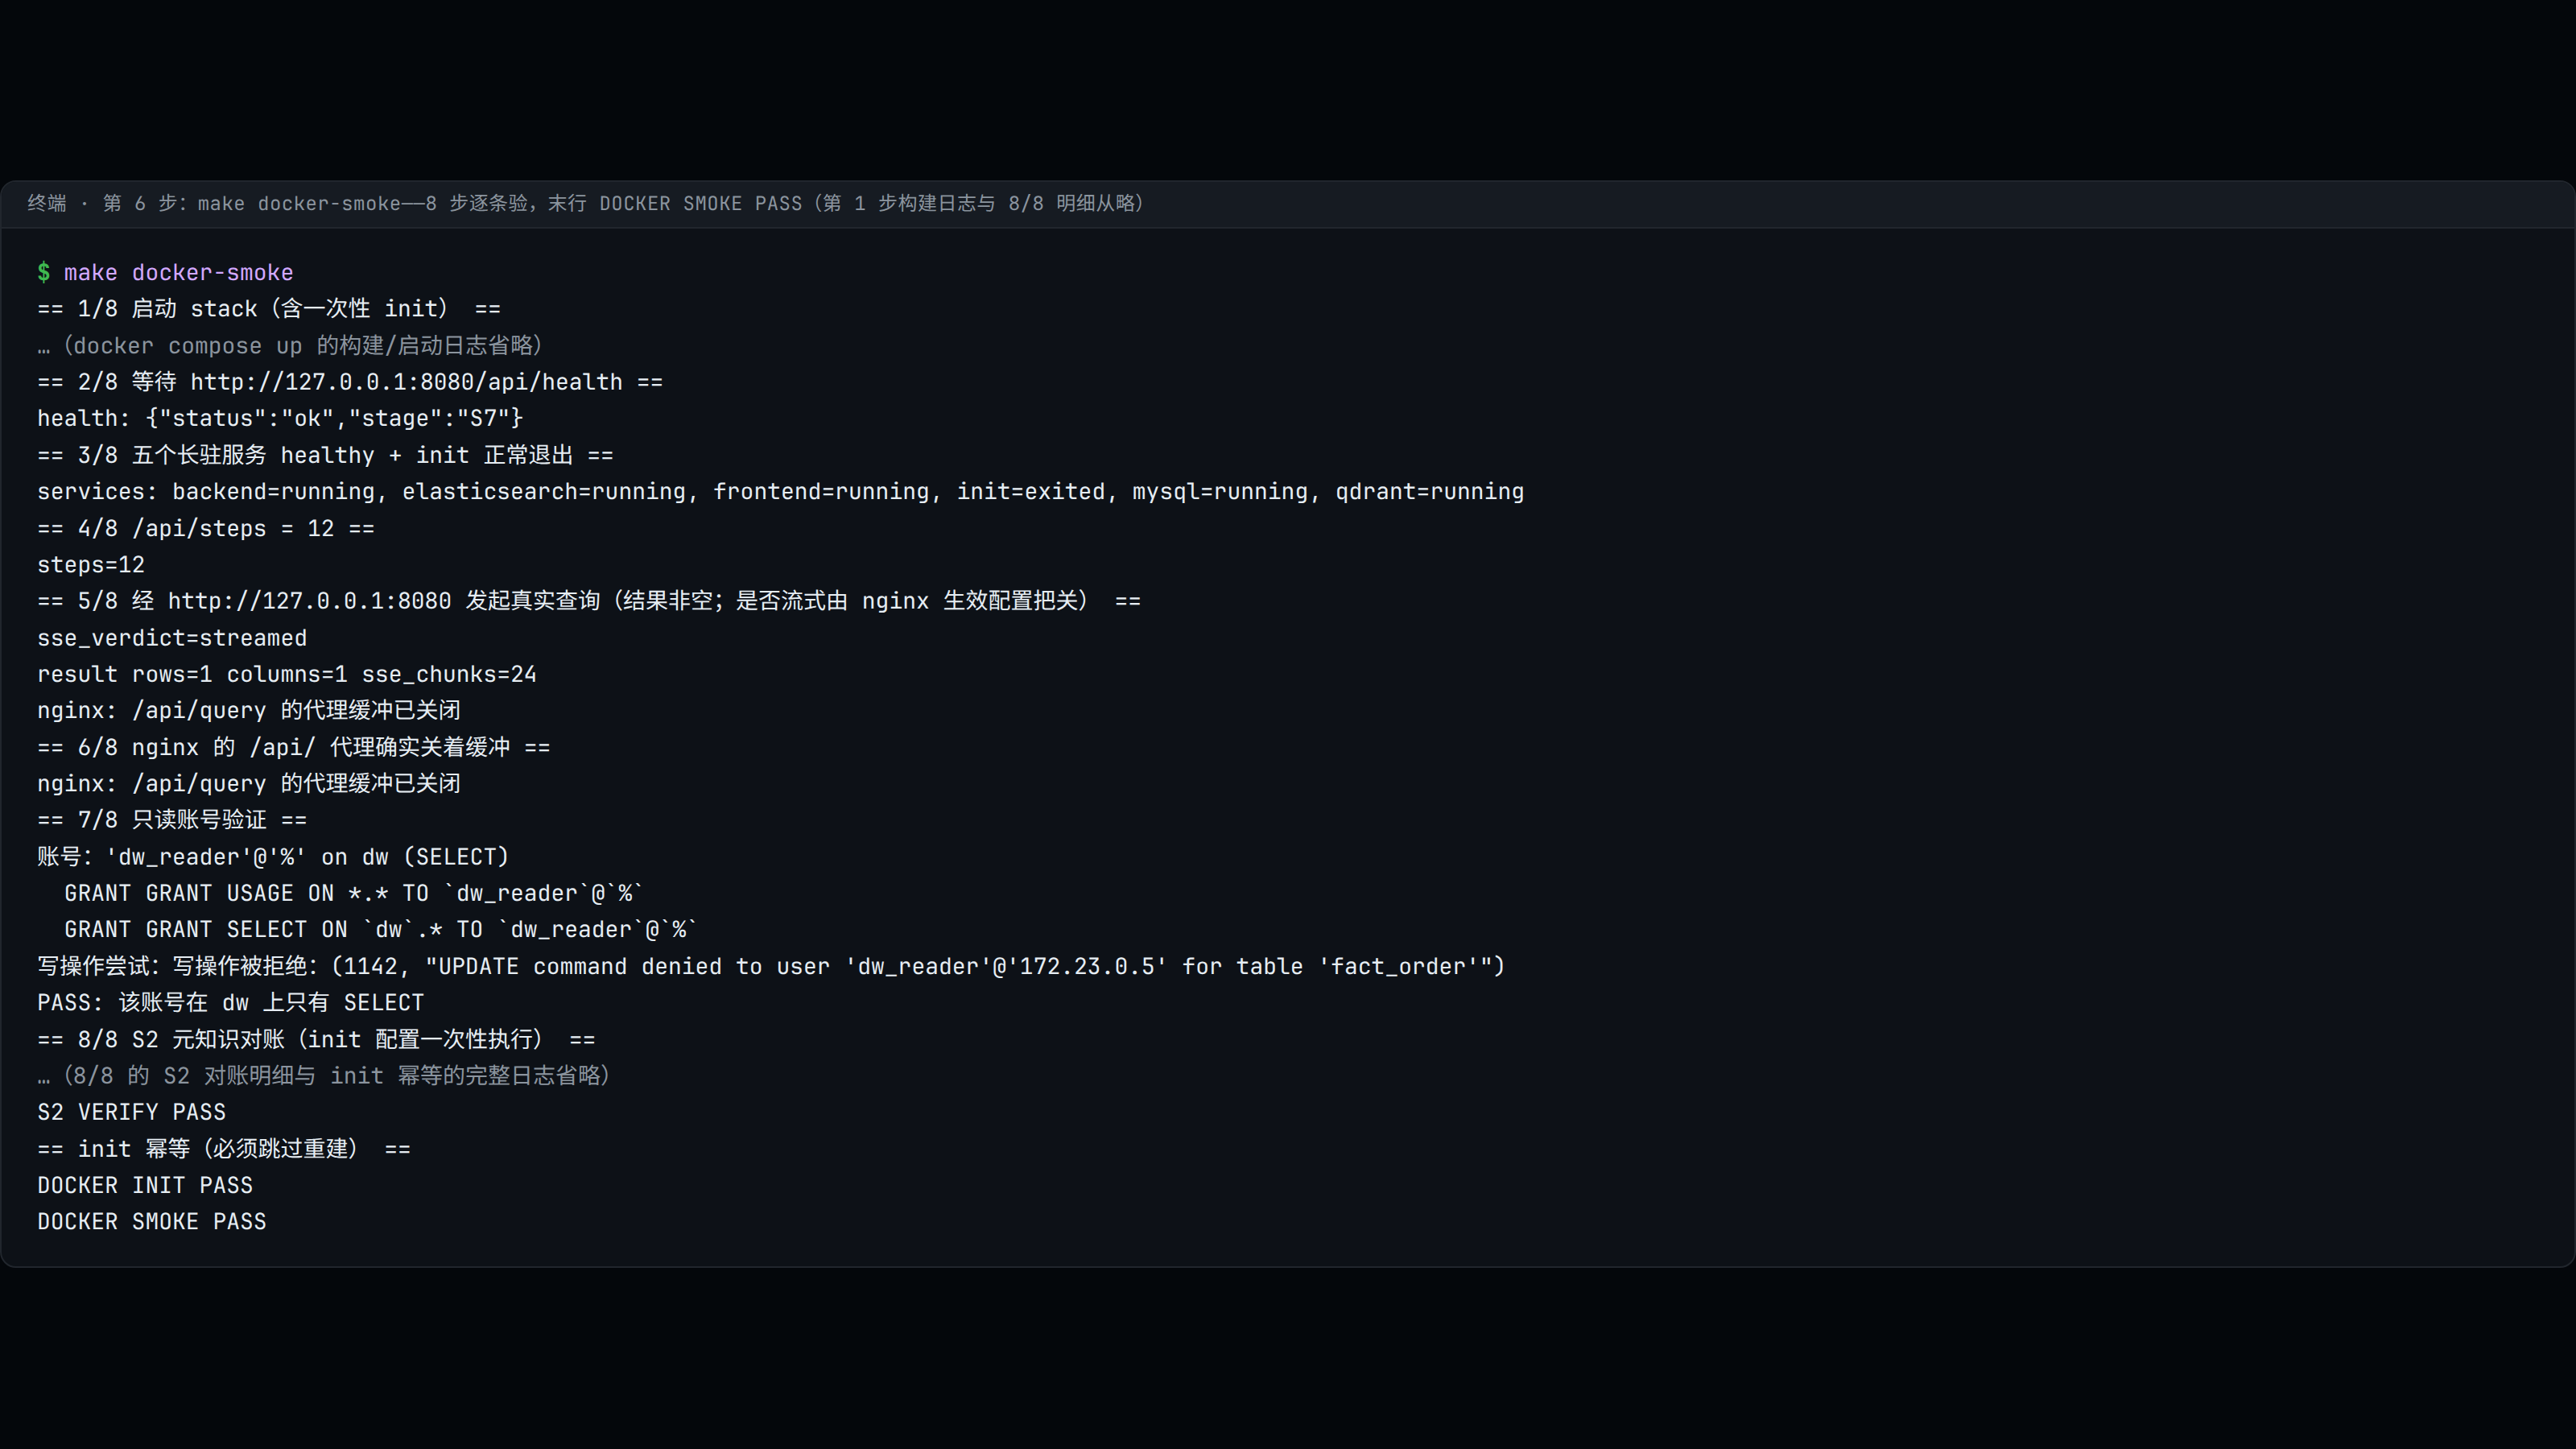 终端 · 第 6 步：make docker-smoke——8 步逐条验，末行 DOCKER SMOKE PASS（第 1 步构建日志与 8/8 明细从略）
$ make docker-smoke
== 1/8 启动 stack（含一次性 init） ==
…（docker compose up 的构建/启动日志省略）
== 2/8 等待 http://127.0.0.1:8080/api/health ==
health: {"status":"ok","stage":"S7"}
== 3/8 五个长驻服务 healthy + init 正常退出 ==
services: backend=running, elasticsearch=running, frontend=running, init=exited, mysql=running, qdrant=running
== 4/8 /api/steps = 12 ==
steps=12
== 5/8 经 http://127.0.0.1:8080 发起真实查询（结果非空；是否流式由 nginx 生效配置把关） ==
sse_verdict=streamed
result rows=1 columns=1 sse_chunks=24
nginx: /api/query 的代理缓冲已关闭
== 6/8 nginx 的 /api/ 代理确实关着缓冲 ==
nginx: /api/query 的代理缓冲已关闭
== 7/8 只读账号验证 ==
账号：'dw_reader'@'%' on dw (SELECT)
  GRANT GRANT USAGE ON *.* TO `dw_reader`@`%`
  GRANT GRANT SELECT ON `dw`.* TO `dw_reader`@`%`
写操作尝试：写操作被拒绝：(1142, "UPDATE command denied to user 'dw_reader'@'172.23.0.5' for table 'fact_order'")
PASS: 该账号在 dw 上只有 SELECT
== 8/8 S2 元知识对账（init 配置一次性执行） ==
…（8/8 的 S2 对账明细与 init 幂等的完整日志省略）
S2 VERIFY PASS
== init 幂等（必须跳过重建） ==
DOCKER INIT PASS
DOCKER SMOKE PASS